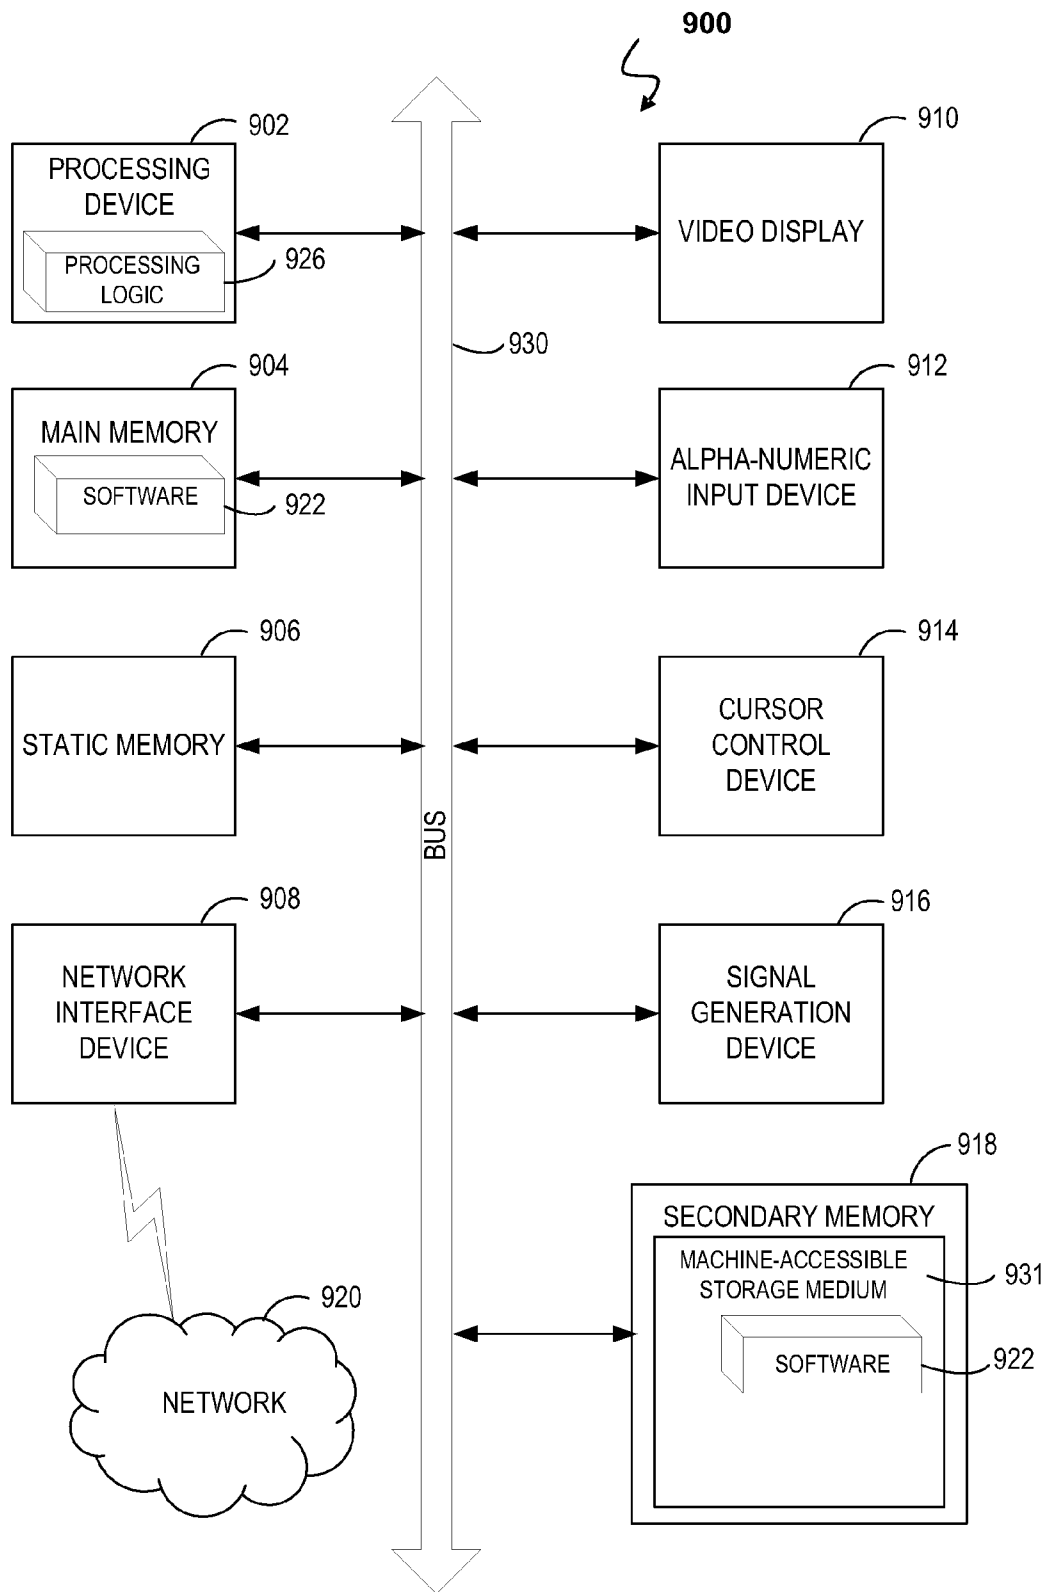 900
902
PROCESSING
DEVICE
PROCESSING
LOGIC
926
910
VIDEO DISPLAY
930
904
MAIN MEMORY
SOFTWARE
922
912
ALPHA-NUMERIC
INPUT DEVICE
906
STATIC MEMORY
914
CURSOR
CONTROL
DEVICE
BUS
908
NETWORK
INTERFACE
DEVICE
916
SIGNAL
GENERATION
DEVICE
918
SECONDARY MEMORY
MACHINE-ACCESSIBLE
STORAGE MEDIUM
931
SOFTWARE
922
920
NETWORK